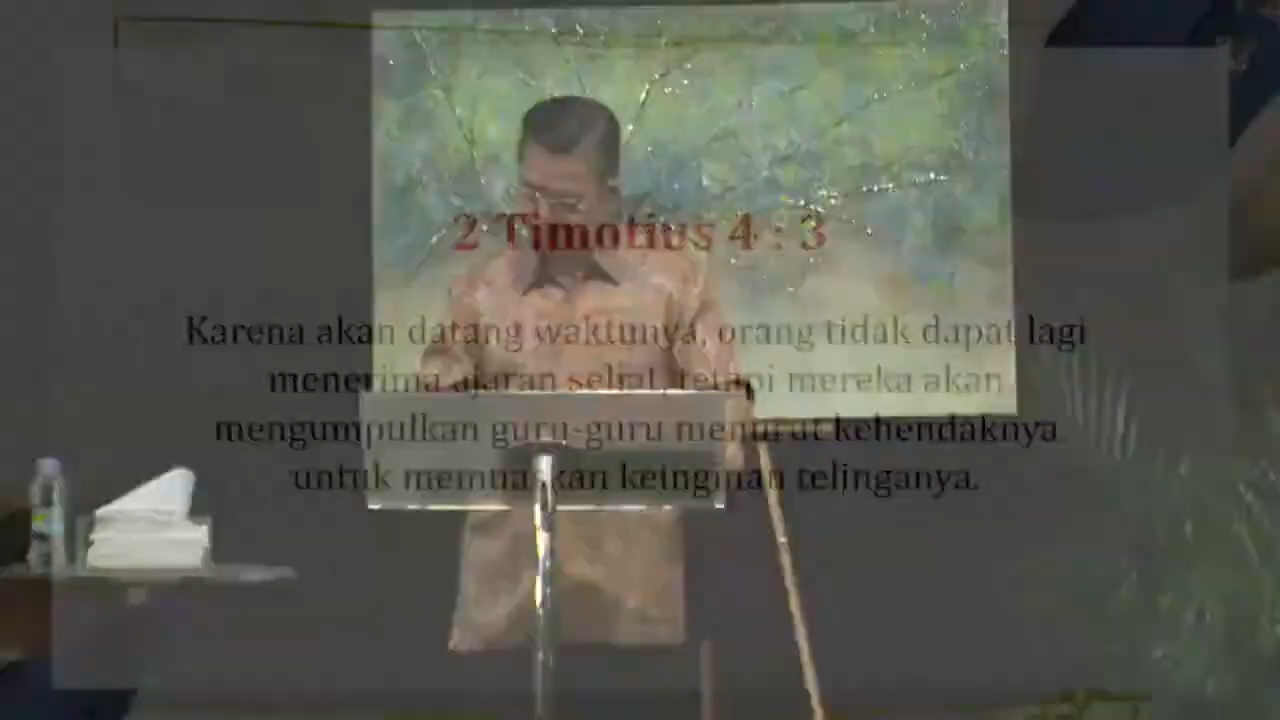 2 Timotius 4 : 3
Karena akan datang waktunya, orang tidak dapat lagi
menerima ajaran sehat, tetapi mereka akan
mengumpulkan guru-guru menurut kehendaknya
untuk memuaskan keinginan telinganya.